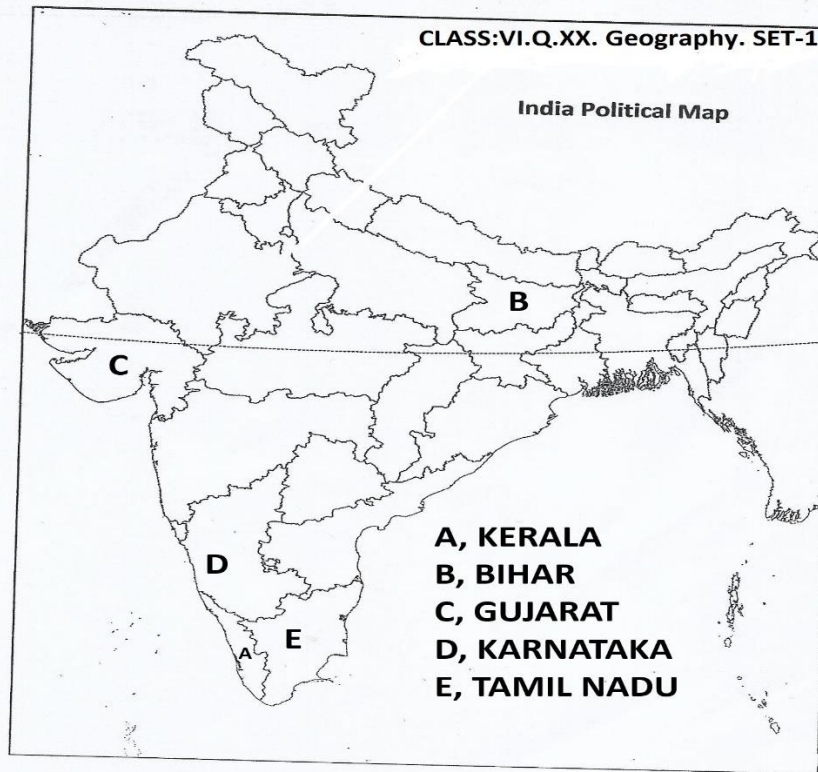 CLASS:VI.Q.XX. Geography. SET-1
India Political Map
B
C
D
E
A
A, KERALA
B, BIHAR
C, GUJARAT
D, KARNATAKA
E, TAMIL NADU